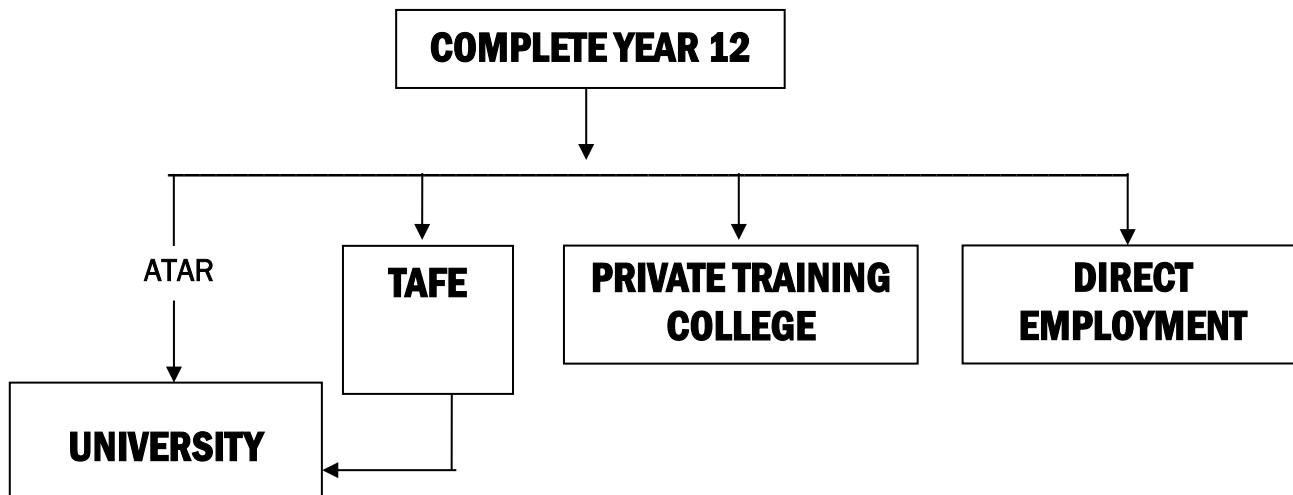 COMPLETE YEAR 12
ATAR
TAFE
PRIVATE TRAINING
COLLEGE
DIRECT
EMPLOYMENT
UNIVERSITY